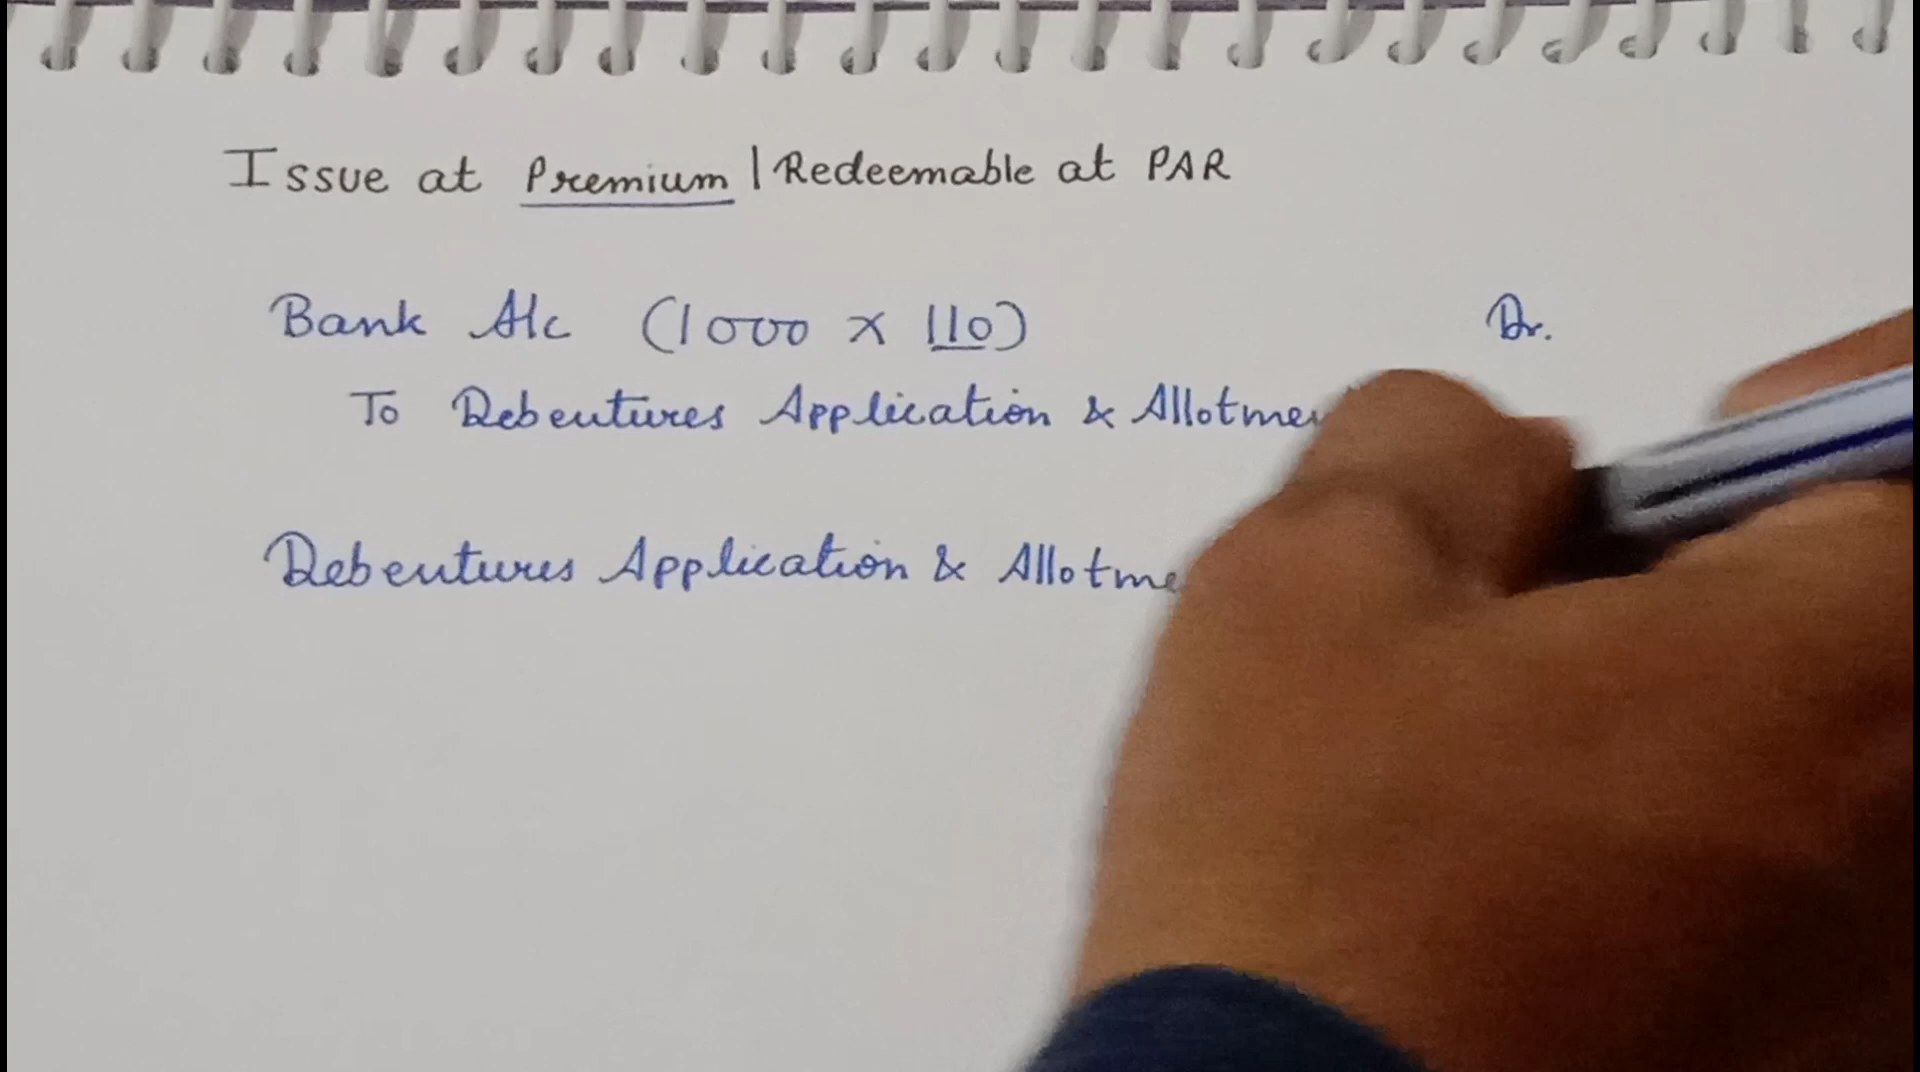 Issue at Premium | Redeemable at PAR
Bank A/c (1000 x 110) Dr.
To Debentures Application & Allotme
Debentures Application & Allotme